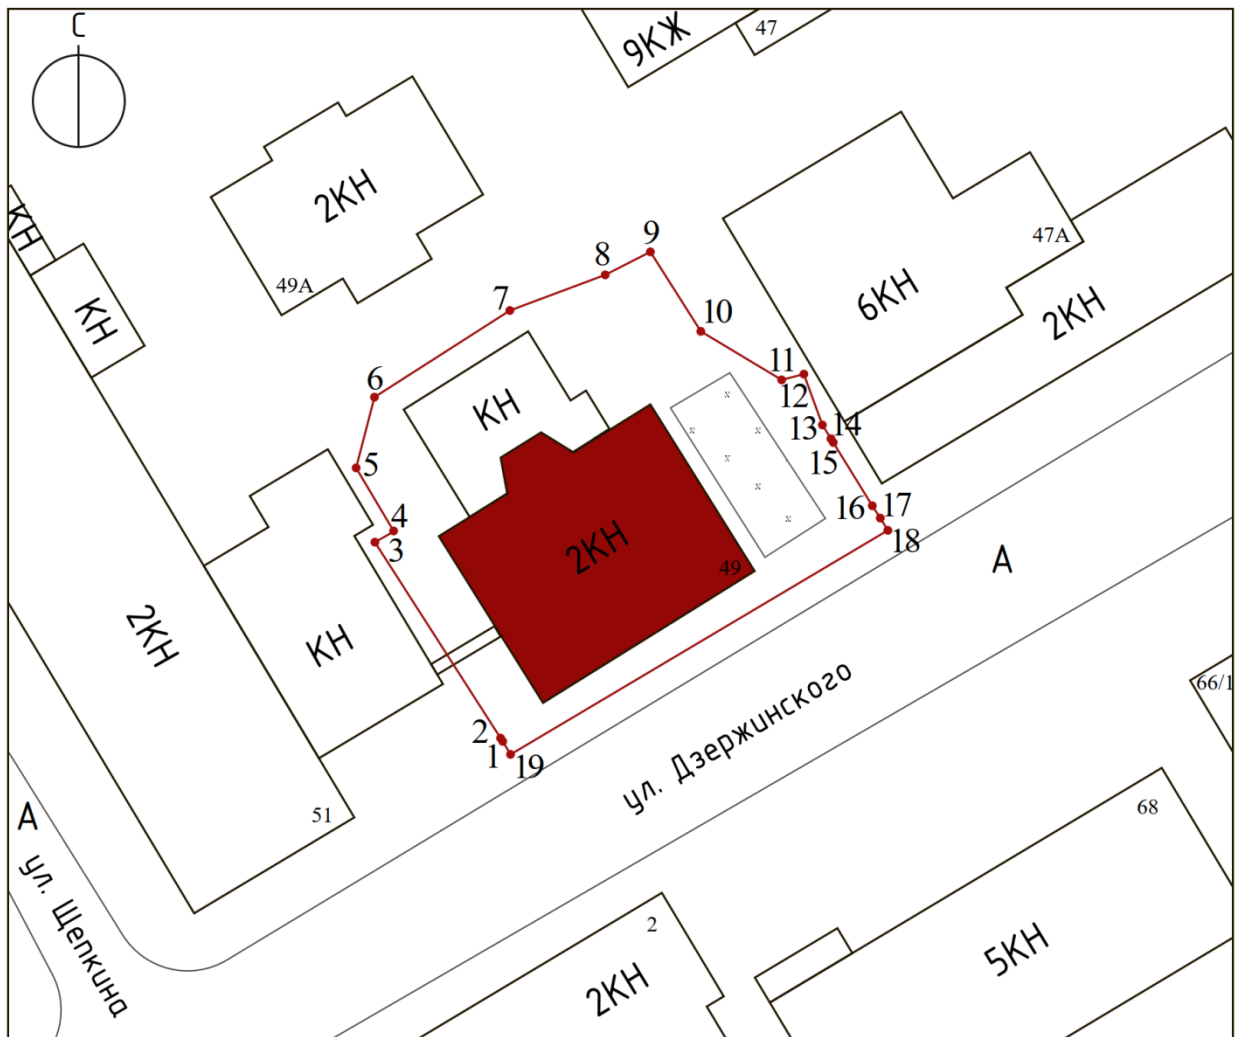 С
9КЖ
47
2КН
49А
КН
КН
6КН
47А
2КН
9
8
7
10
6
11
12
КН
13
14
15
5
4
3
16
17
18
2КН
49
А
2КН
КН
66/1
2
1
19
ул. Дзержинского
51
А
68
ул. Щепкина
2
2КН
5КН
x
x
x
x
x
x